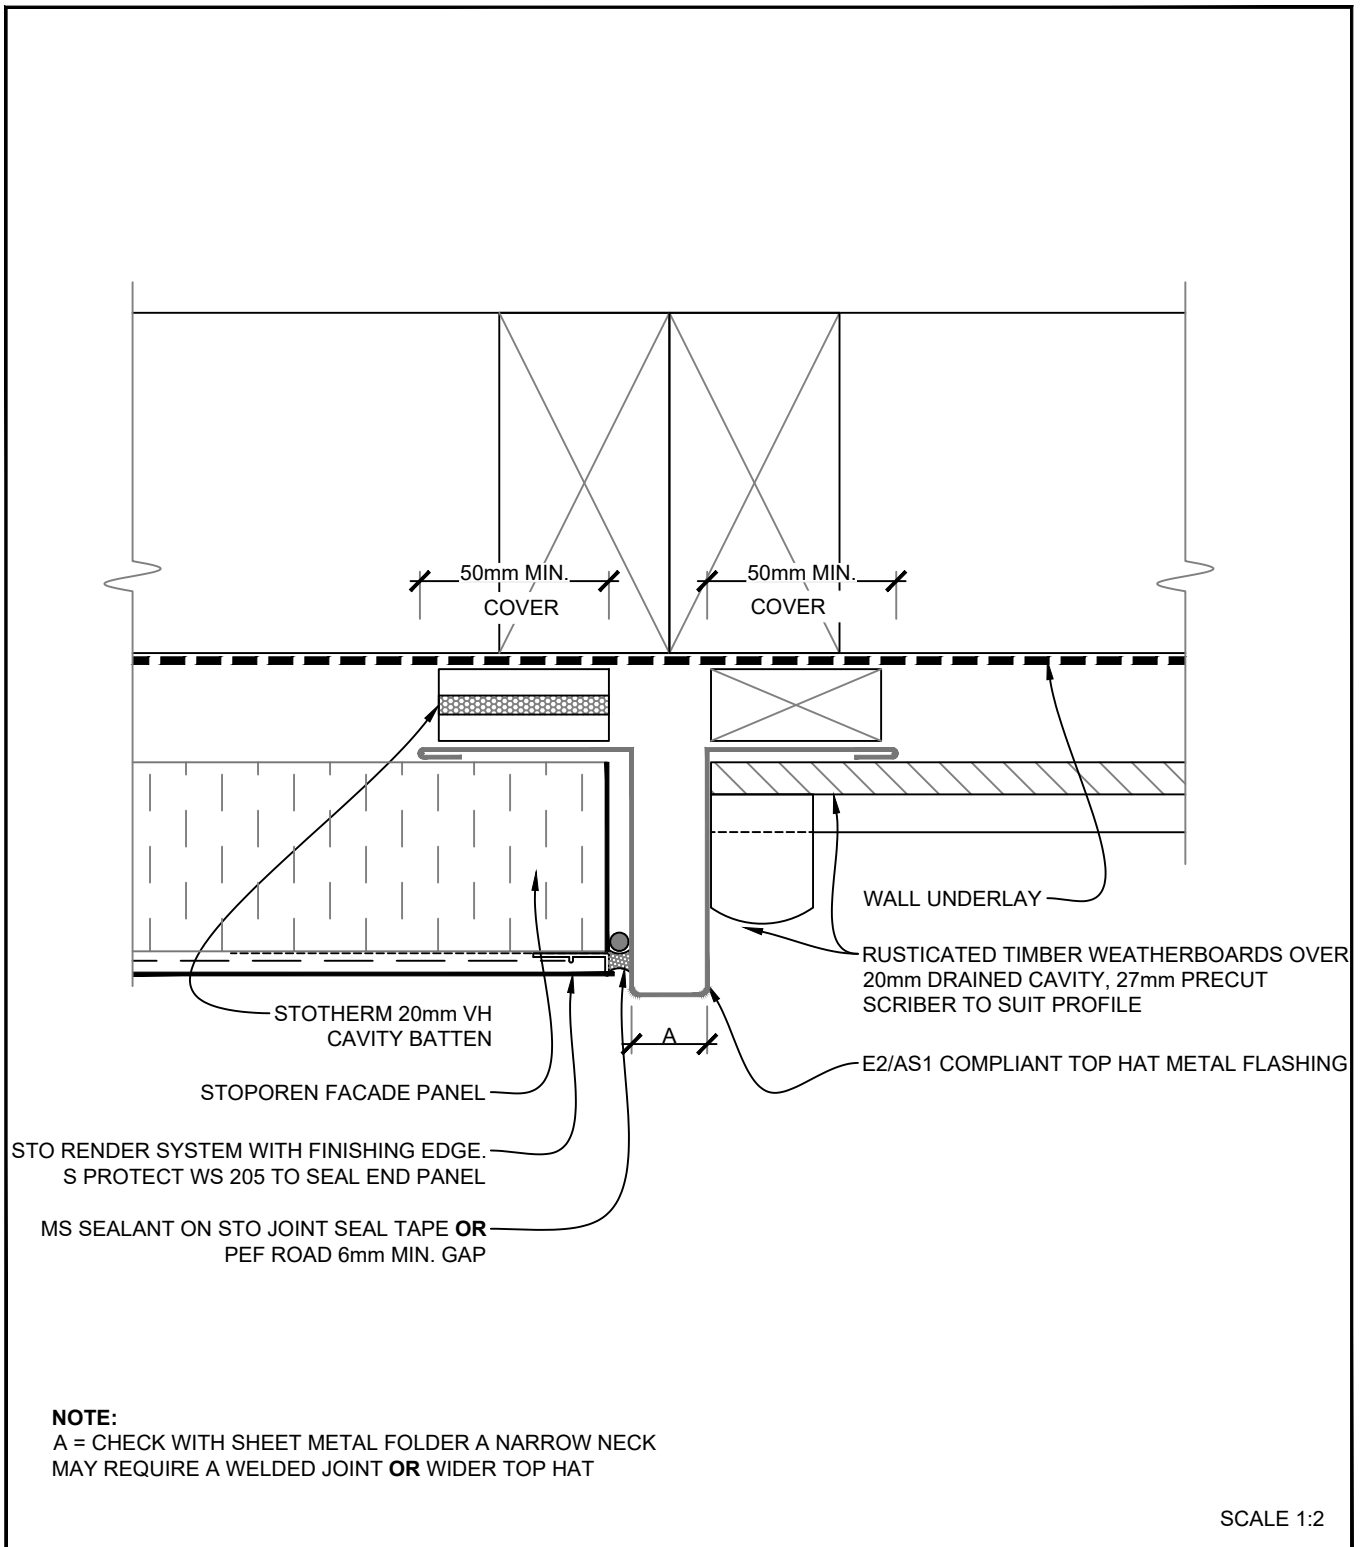 50mm MIN.
COVER
50mm MIN.
COVER
WALL UNDERLAY
RUSTICATED TIMBER WEATHERBOARDS OVER
20mm DRAINED CAVITY, 27mm PRECUT
SCRIBER TO SUIT PROFILE
STOTHERM 20mm VH
CAVITY BATTEN
A
E2/AS1 COMPLIANT TOP HAT METAL FLASHING
STOPOREN FACADE PANEL
STO RENDER SYSTEM WITH FINISHING EDGE.
S PROTECT WS 205 TO SEAL END PANEL
MS SEALANT ON STO JOINT SEAL TAPE OR
PEF ROAD 6mm MIN. GAP
NOTE:
A = CHECK WITH SHEET METAL FOLDER A NARROW NECK
MAY REQUIRE A WELDED JOINT OR WIDER TOP HAT
SCALE 1:2